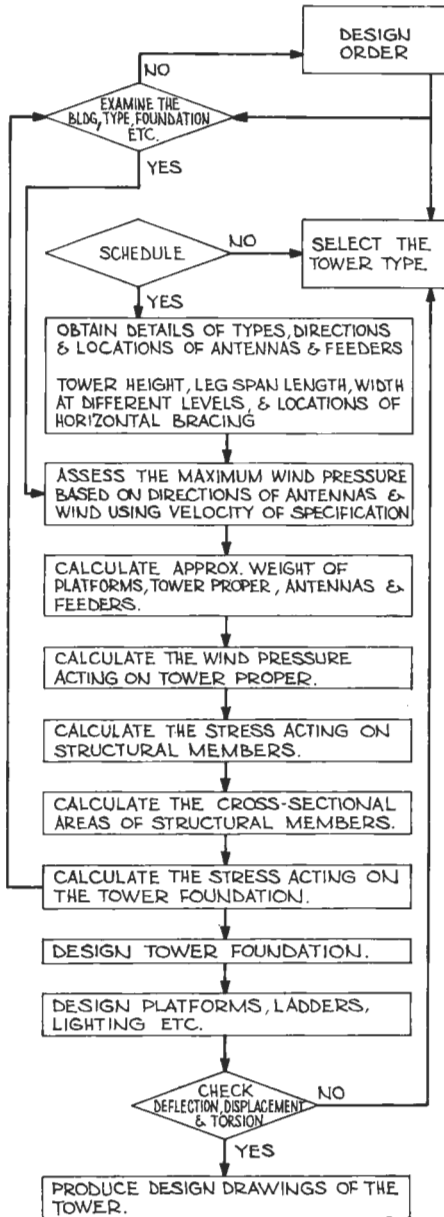 DESIGN
ORDER
NO
EXAMINE THE
BLDG, TYPE, FOUNDATION
ETC.
YES
SCHEDULE
NO
SELECT THE
TOWER TYPE
YES
OBTAIN DETAILS OF TYPES, DIRECTIONS
& LOCATIONS OF ANTENNAS & FEEDERS
TOWER HEIGHT, LEG SPAN LENGTH, WIDTH
AT DIFFERENT LEVELS, & LOCATIONS OF
HORIZONTAL BRACING
ASSESS THE MAXIMUM WIND PRESSURE
BASED ON DIRECTIONS OF ANTENNAS &
WIND USING VELOCITY OF SPECIFICATION
CALCULATE APPROX. WEIGHT OF
PLATFORMS, TOWER PROPER, ANTENNAS &
FEEDERS.
CALCULATE THE WIND PRESSURE
ACTING ON TOWER PROPER.
CALCULATE THE STRESS ACTING ON
STRUCTURAL MEMBERS.
CALCULATE THE CROSS-SECTIONAL
AREAS OF STRUCTURAL MEMBERS.
CALCULATE THE STRESS ACTING ON
THE TOWER FOUNDATION.
DESIGN TOWER FOUNDATION.
DESIGN PLATFORMS, LADDERS,
LIGHTING ETC.
CHECK
DEFLECTION, DISPLACEMENT
& TORSION
NO
YES
PRODUCE DESIGN DRAWINGS OF THE
TOWER.